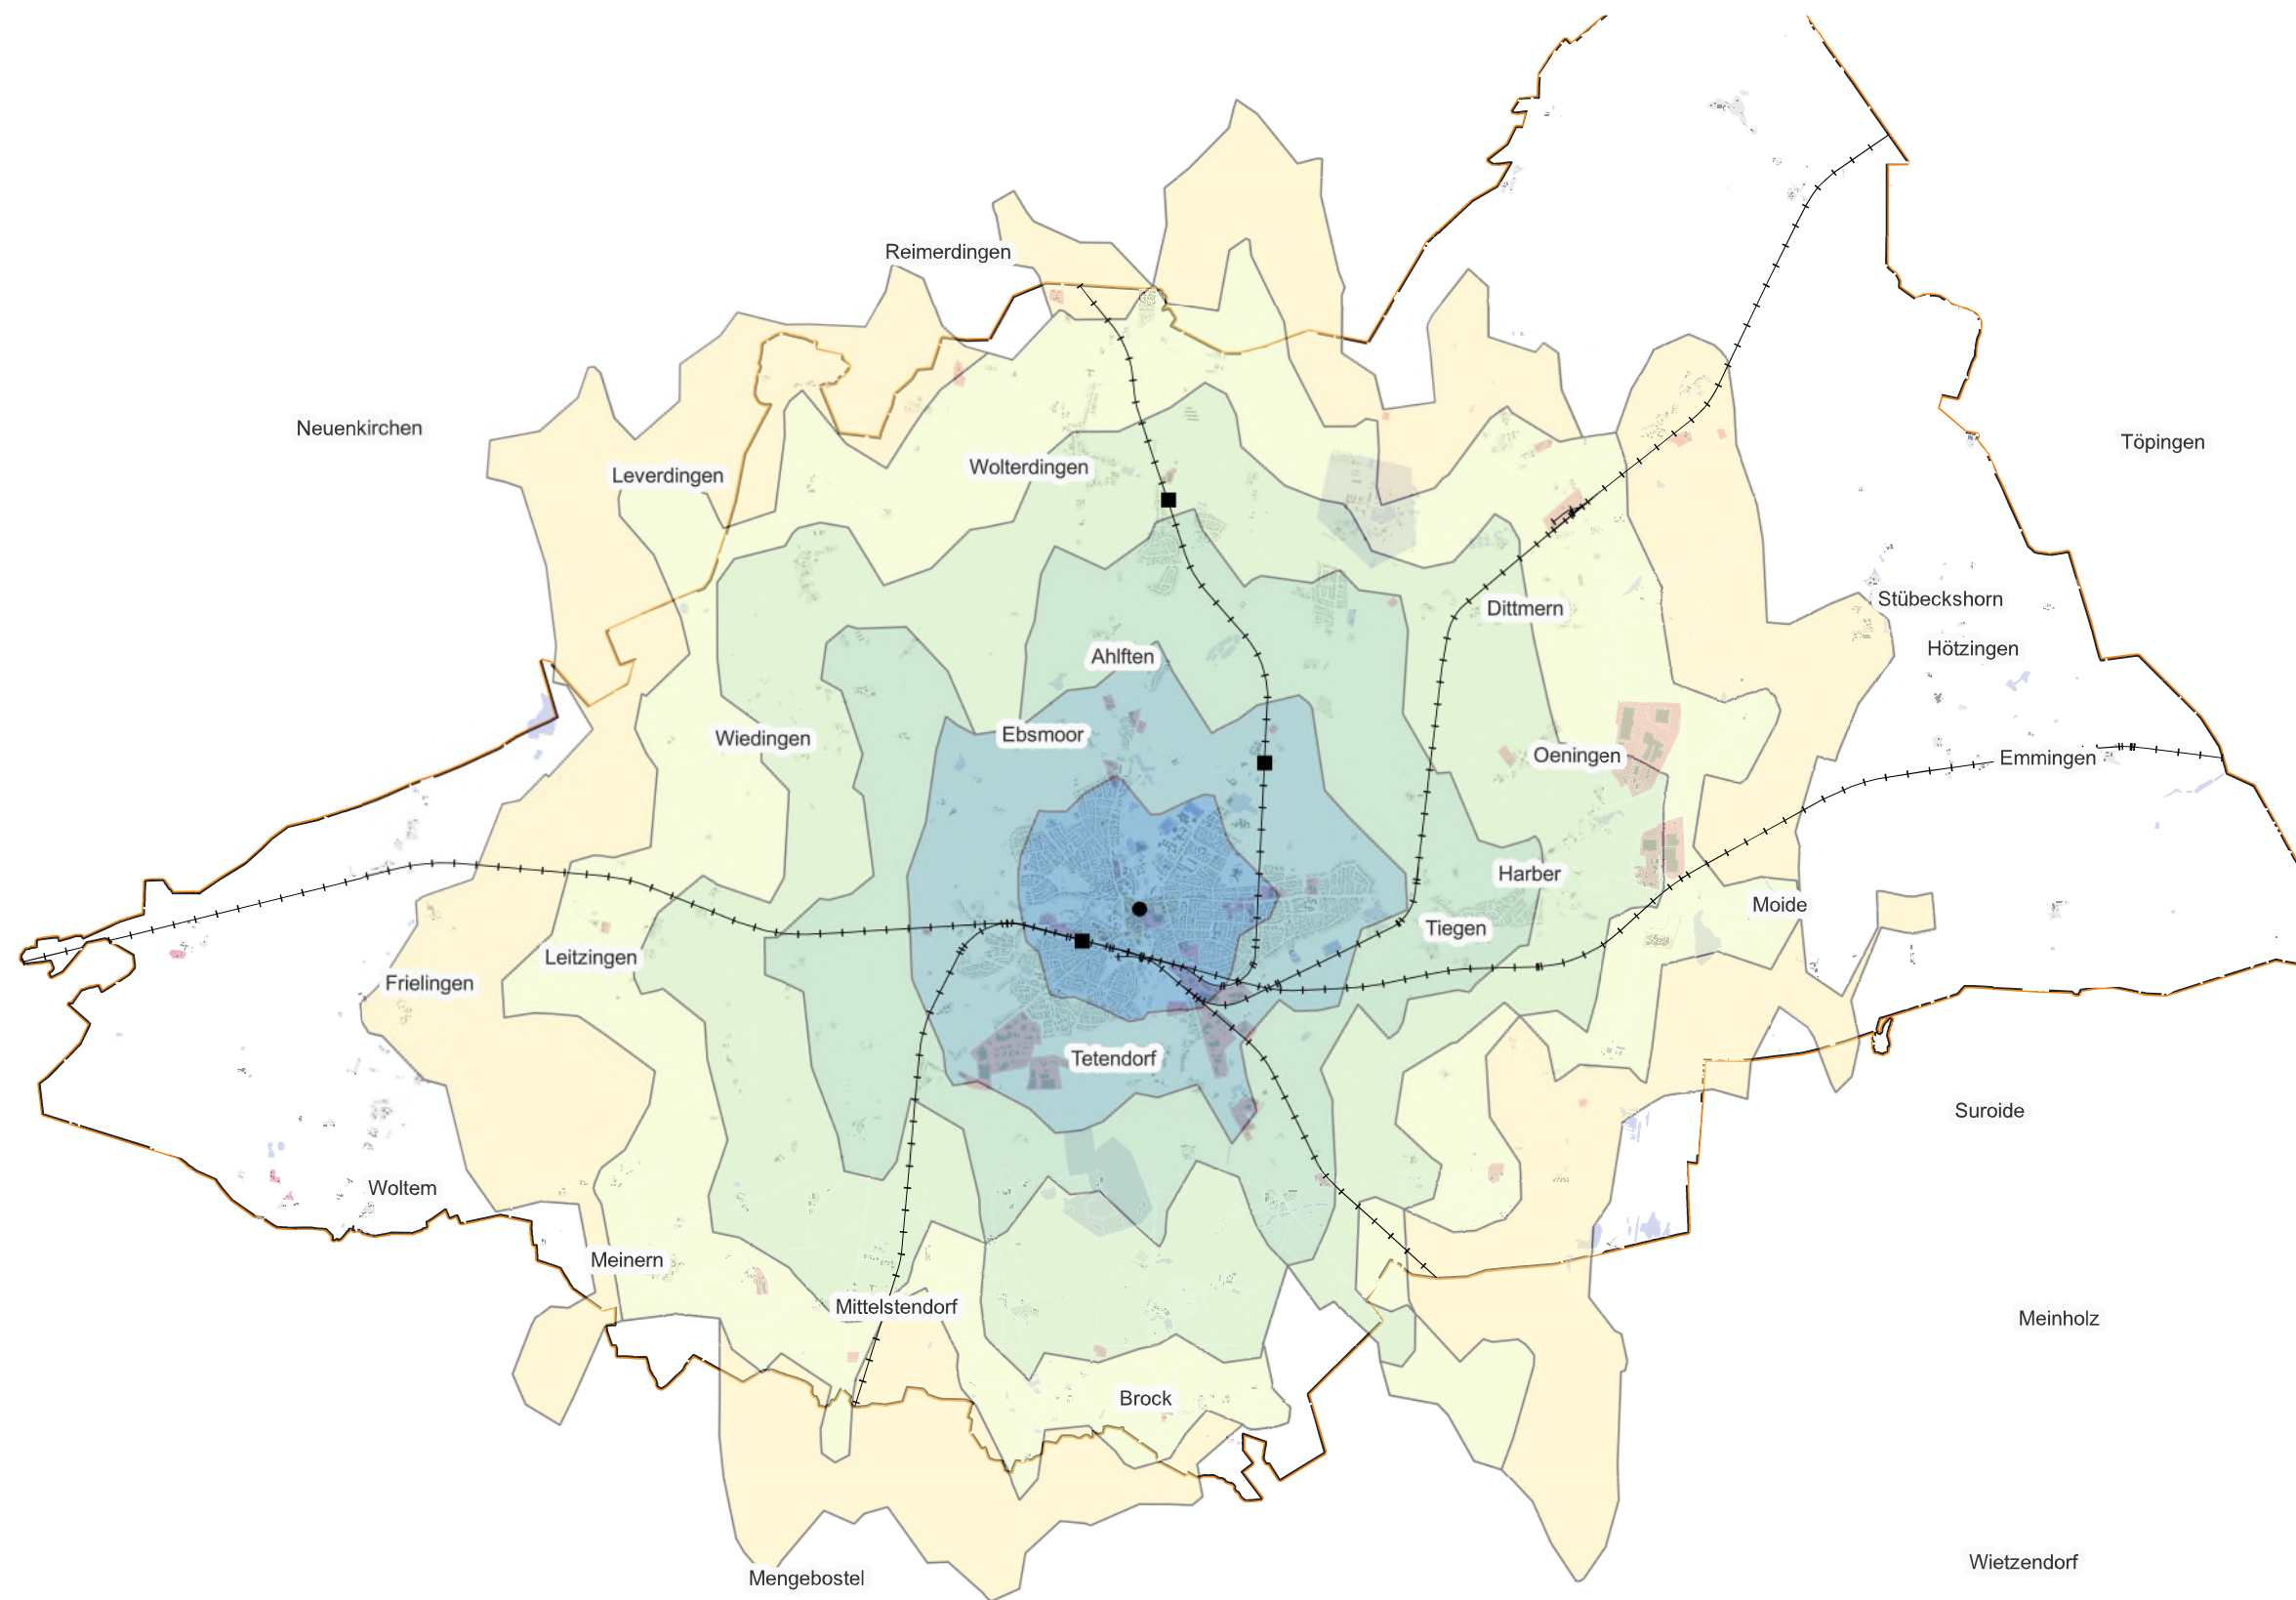 Reimerdingen
Neuenkirchen
Töpingen
Wolterdingen
Leverdingen
Stübeckshorn
Dittmern
Hötzingen
Ahlften
Ebsmoor
Wiedingen
Oeningen
Emmingen
Harber
Moide
Tiegen
Leitzingen
Frielingen
Tetendorf
Suroide
Woltem
Meinern
Mittelstendorf
Meinholz
Brock
Wietzendorf
Mengebostel